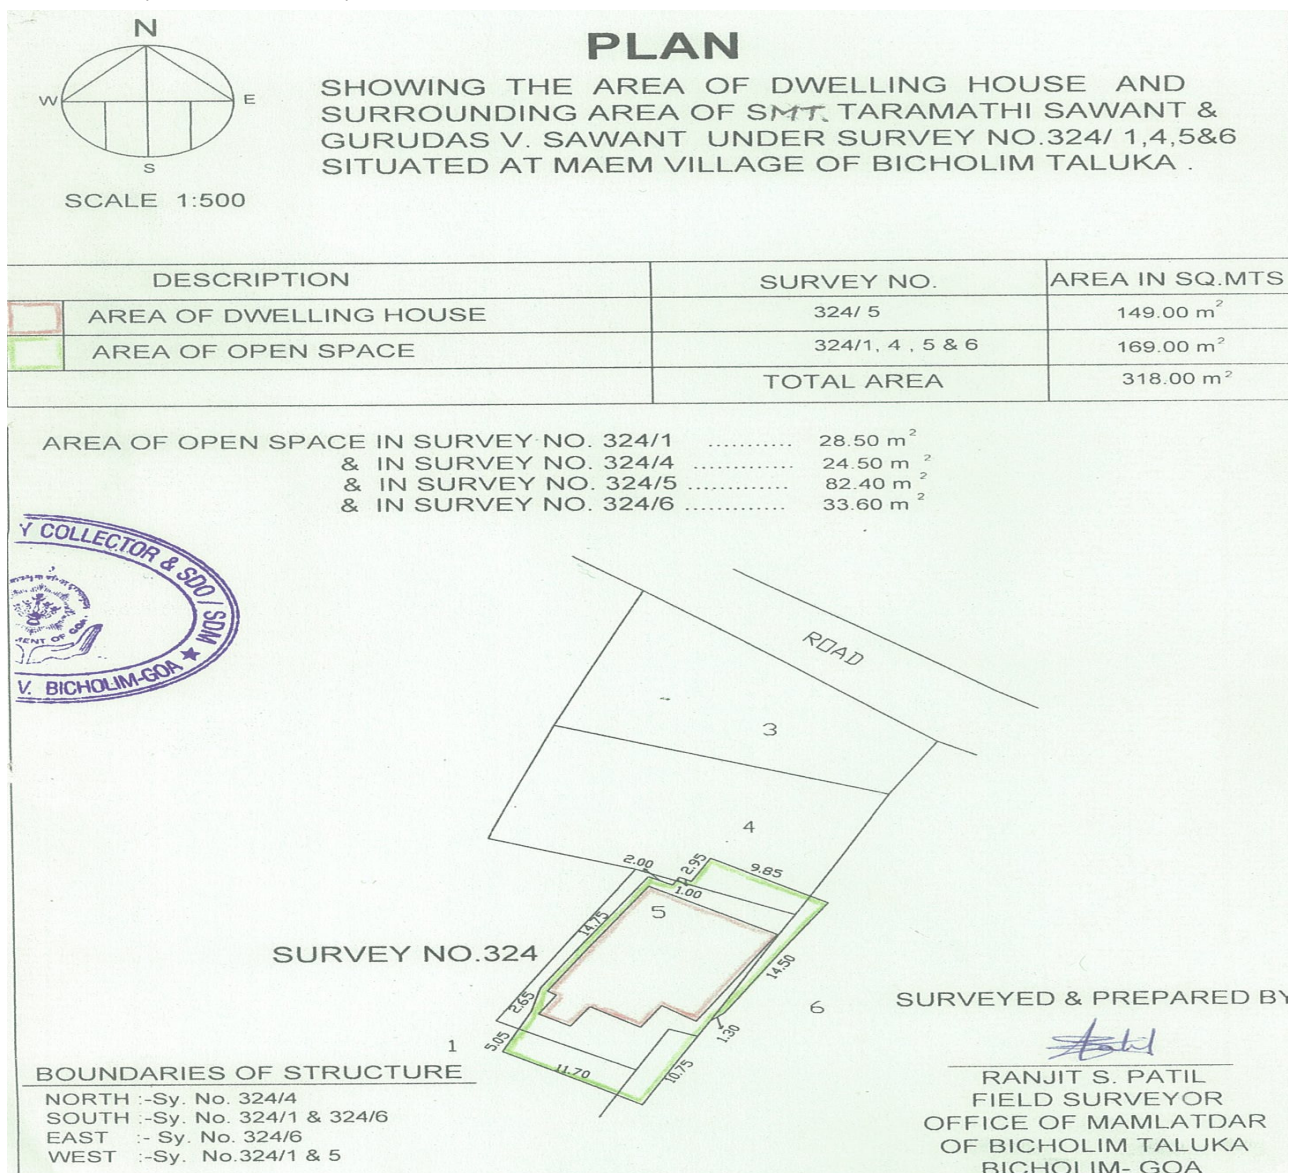 N
W E
S
SCALE 1:500
PLAN
SHOWING THE AREA OF DWELLING HOUSE AND
SURROUNDING AREA OF SMT. TARAMATHI SAWANT &
GURUDAS V. SAWANT UNDER SURVEY NO.324/ 1,4,5&6
SITUATED AT MAEM VILLAGE OF BICHOLIM TALUKA .
DESCRIPTION SURVEY NO. AREA IN SQ.MTS
AREA OF DWELLING HOUSE 324/ 5 149.00 m²
AREA OF OPEN SPACE 324/1, 4 , 5 & 6 169.00 m²
TOTAL AREA 318.00 m²
AREA OF OPEN SPACE IN SURVEY NO. 324/1 ........... 28.50 m²
& IN SURVEY NO. 324/4 ............. 24.50 m²
& IN SURVEY NO. 324/5 ............. 82.40 m²
& IN SURVEY NO. 324/6 ............. 33.60 m²
Y COLLECTOR & SDO / SDM ★
MENT OF GOA
V. BICHOLIM-GOA
ROAD
3
4
2.00
2.95
9.85
1.00
5
14.75
SURVEY NO.324
14.50
2.65
6
1.30
5.05
1
11.70
10.75
SURVEYED & PREPARED BY
RANJIT S. PATIL
FIELD SURVEYOR
OFFICE OF MAMLATDAR
OF BICHOLIM TALUKA
BICHOLIM- GOA
BOUNDARIES OF STRUCTURE
NORTH :-Sy. No. 324/4
SOUTH :-Sy. No. 324/1 & 324/6
EAST :- Sy. No. 324/6
WEST :-Sy. No.324/1 & 5